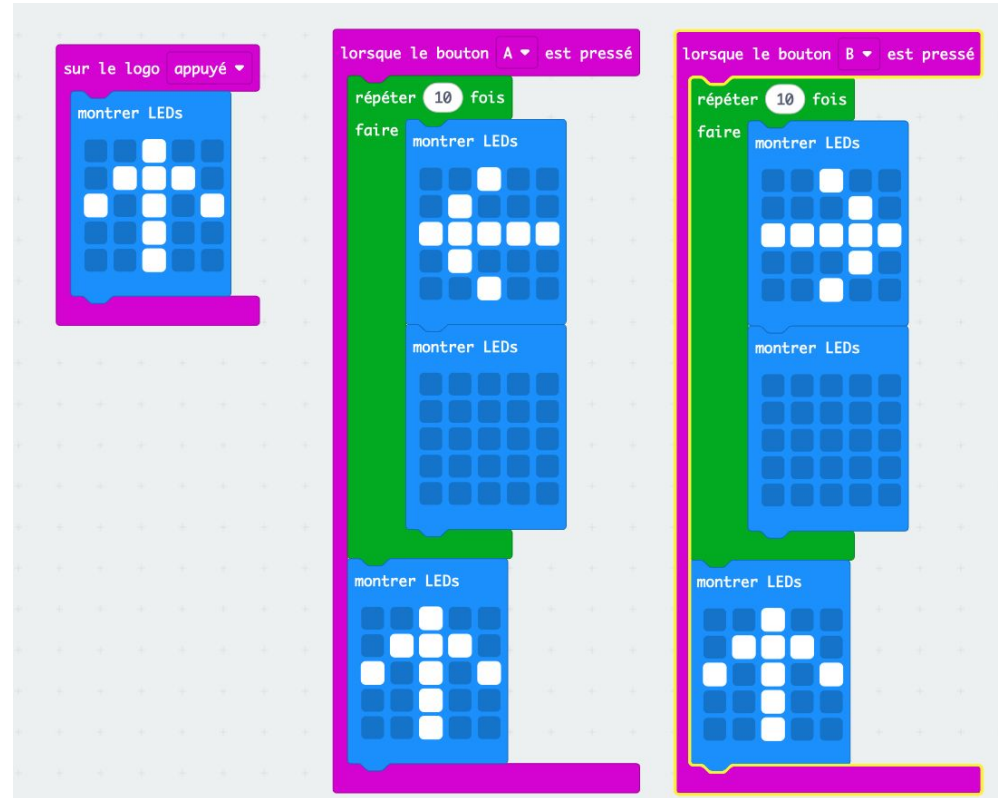 sur le logo appuyé
montrer LEDs
lorsque le bouton A est pressé
répéter 10 fois
faire
montrer LEDs
montrer LEDs
montrer LEDs
lorsque le bouton B est pressé
répéter 10 fois
faire
montrer LEDs
montrer LEDs
montrer LEDs